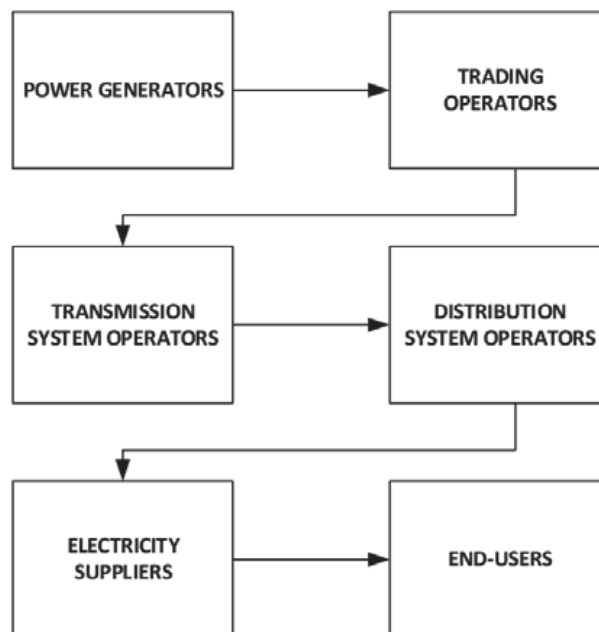 POWER GENERATORS
TRADING
OPERATORS
TRANSMISSION
SYSTEM OPERATORS
DISTRIBUTION
SYSTEM OPERATORS
ELECTRICITY
SUPPLIERS
END-USERS